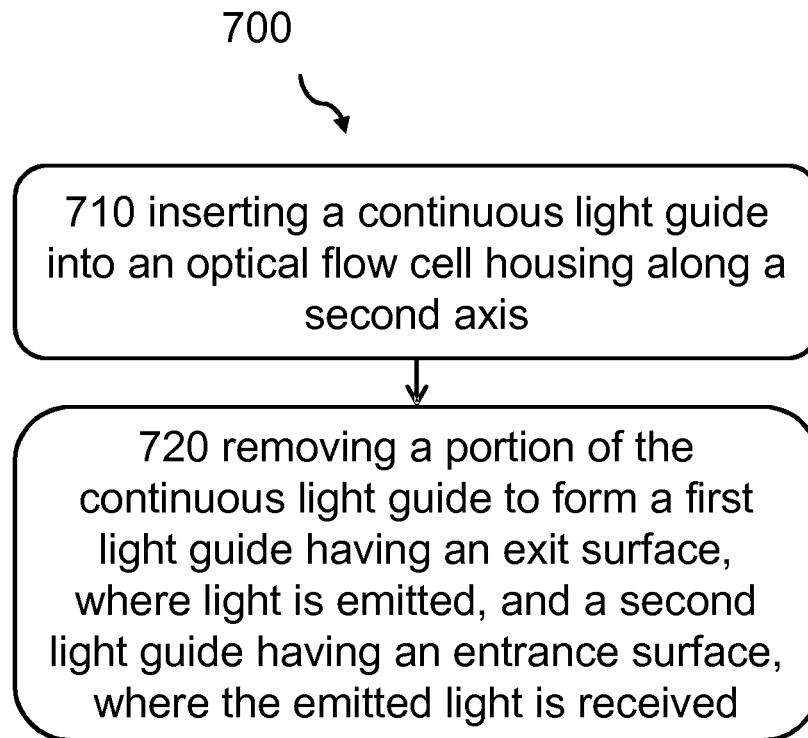 700
710 inserting a continuous light guide
into an optical flow cell housing along a
second axis
720 removing a portion of the
continuous light guide to form a first
light guide having an exit surface,
where light is emitted, and a second
light guide having an entrance surface,
where the emitted light is received